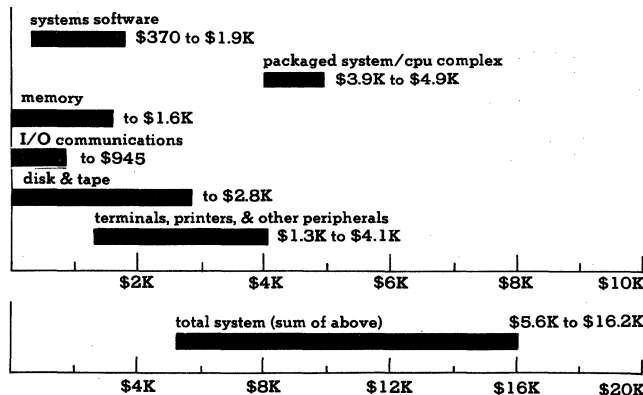 systems software
$370 to $1.9K
packaged system/cpu complex
$3.9K to $4.9K
memory
to $1.6K
I/O communications
to $945
disk & tape
to $2.8K
terminals, printers, & other peripherals
$1.3K to $4.1K
$2K $4K $6K $8K $10K
total system (sum of above) $5.6K to $16.2K
$4K $8K $12K $16K $20K